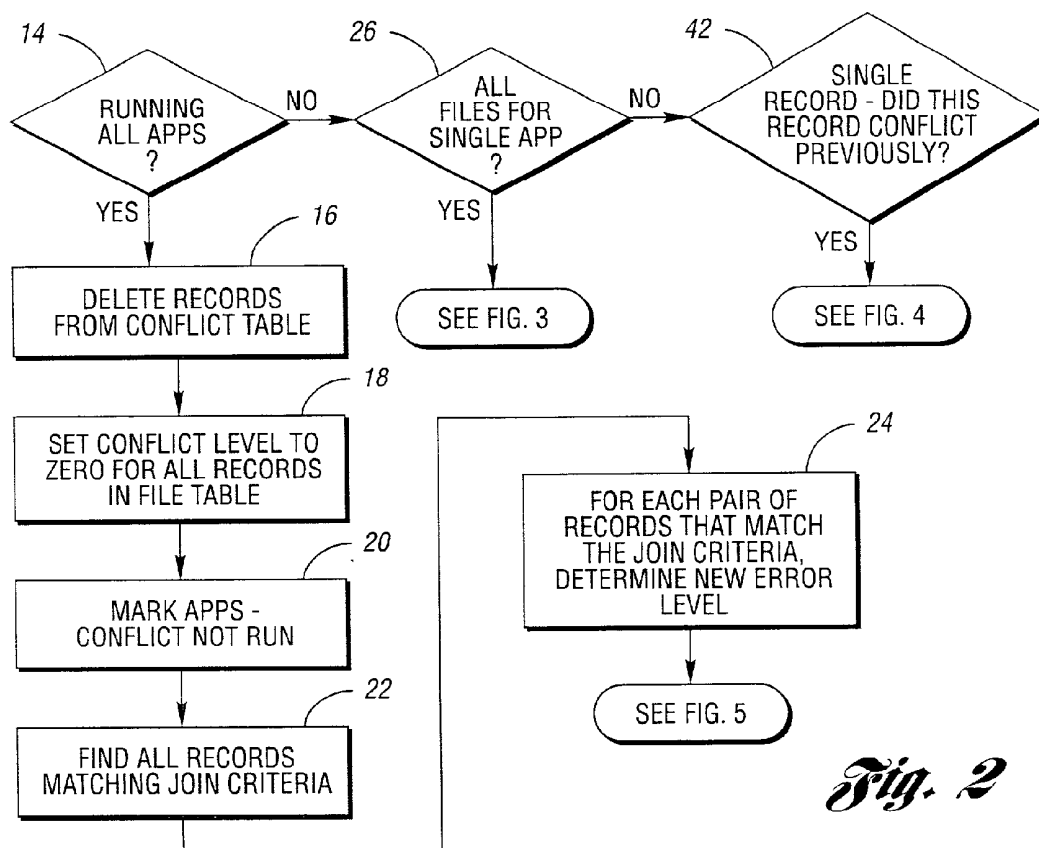 14
RUNNING
ALL APPS
?
NO
YES
26
ALL
FILES FOR
SINGLE APP
?
NO
YES
SEE FIG. 3
42
SINGLE
RECORD - DID THIS
RECORD CONFLICT
PREVIOUSLY?
YES
SEE FIG. 4
16
DELETE RECORDS
FROM CONFLICT TABLE
18
SET CONFLICT LEVEL TO
ZERO FOR ALL RECORDS
IN FILE TABLE
20
MARK APPS -
CONFLICT NOT RUN
22
FIND ALL RECORDS
MATCHING JOIN CRITERIA
24
FOR EACH PAIR OF
RECORDS THAT MATCH
THE JOIN CRITERIA,
DETERMINE NEW ERROR
LEVEL
SEE FIG. 5
Fig. 2